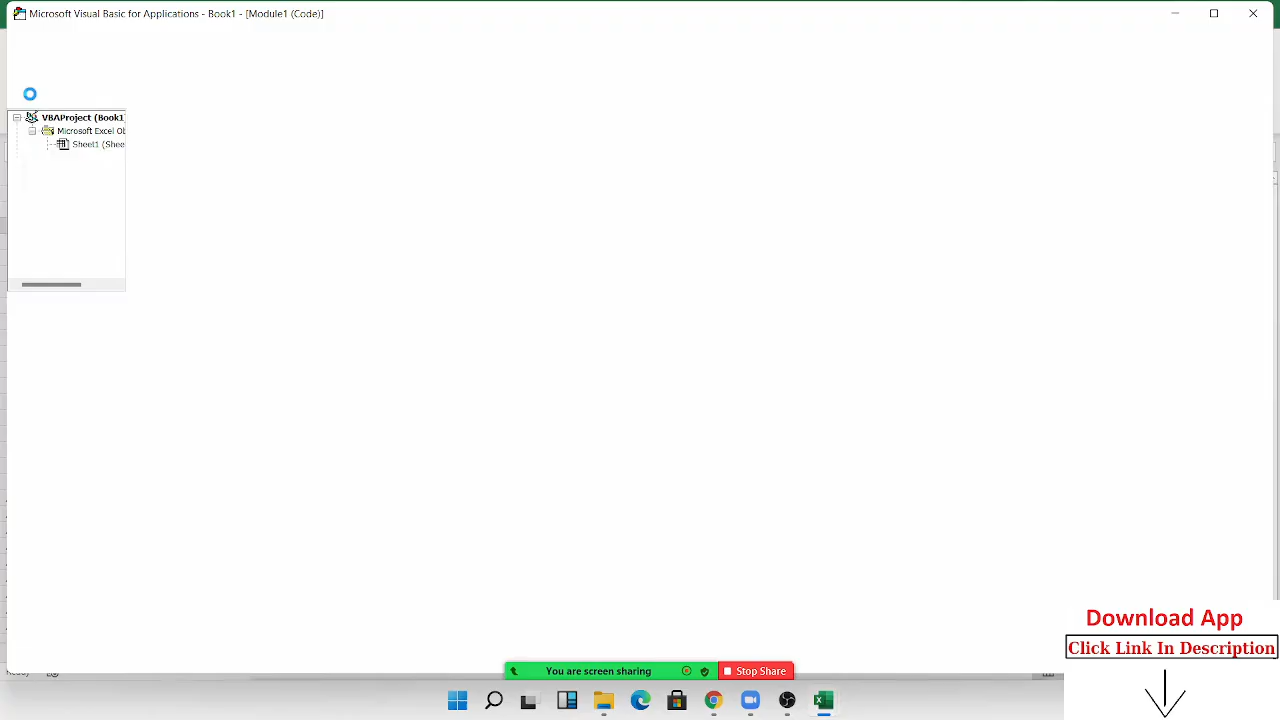 Microsoft Visual Basic for Applications - Book1 - [Module1 (Code)]
VBAProject (Book1)
Microsoft Excel Ob
Sheet1 (Shee
Download App
Click Link In Description
You are screen sharing
Stop Share